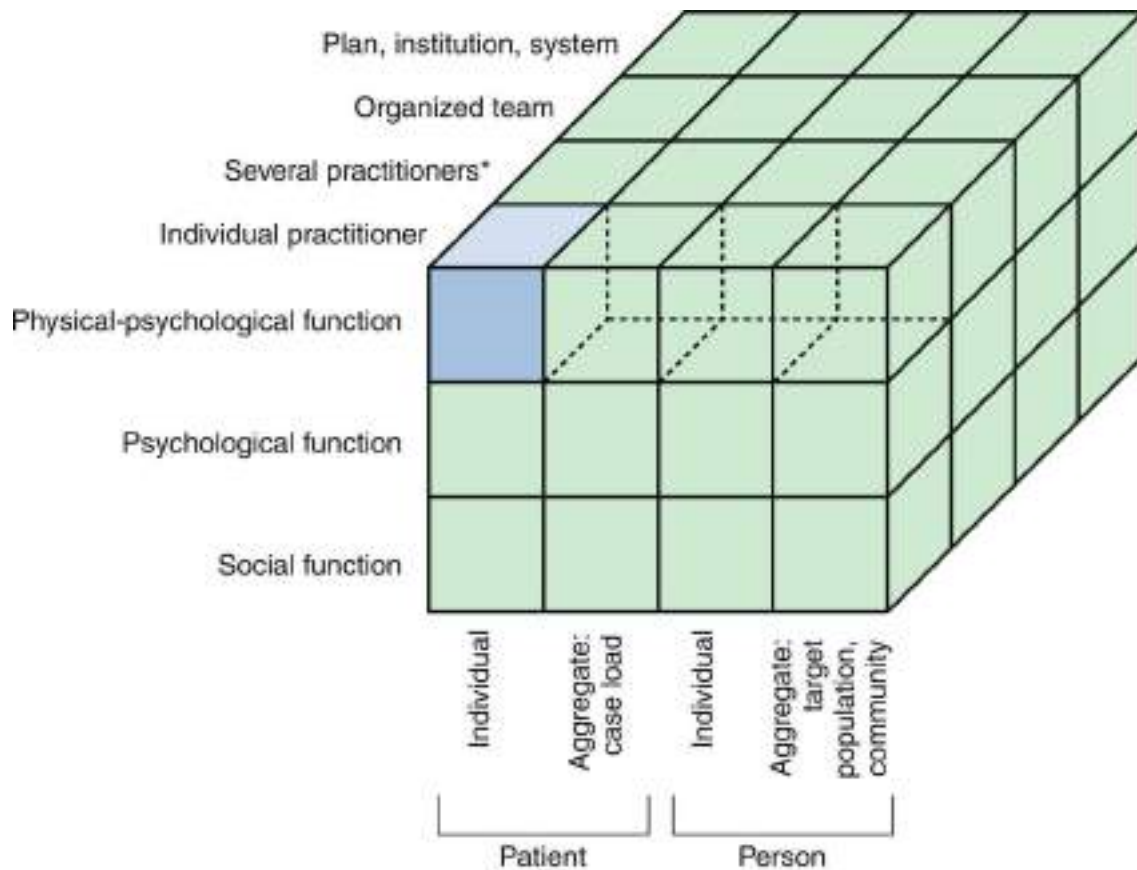 Plan, institution, system
Organized team
Several practitioners*
Individual practitioner
Physical-psychological function
Psychological function
Social function
Individual
Aggregate:
case load
Individual
Aggregate:
target
population,
community
Patient
Person